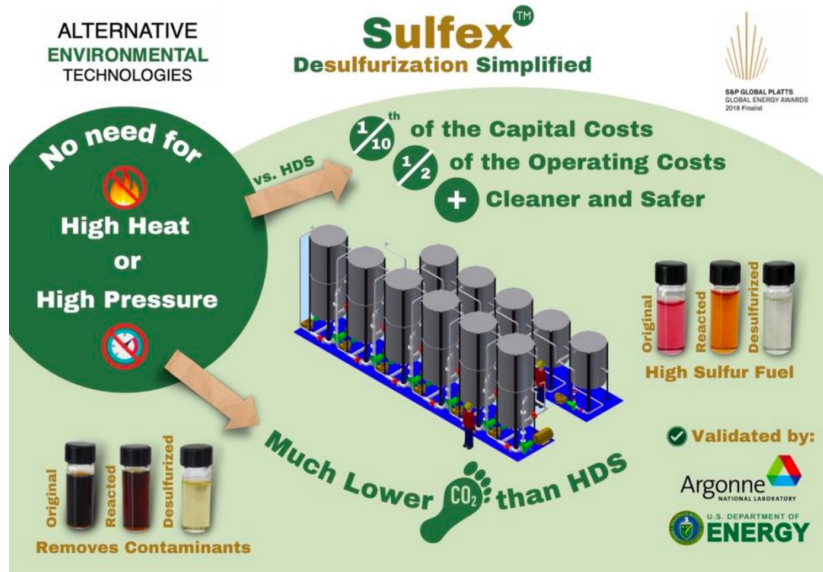 ALTERNATIVE
ENVIRONMENTAL
TECHNOLOGIES
Sulfex™
Desulfurization Simplified
S&P GLOBAL PLATTS
GLOBAL ENERGY AWARDS
2018 Finalist
No need for
High Heat
or
High Pressure
vs. HDS
1/10th of the Capital Costs
1/2 of the Operating Costs
+ Cleaner and Safer
Original
Reacted
Desulfurized
High Sulfur Fuel
Much Lower CO2 than HDS
Original
Reacted
Desulfurized
Removes Contaminants
Validated by:
Argonne
NATIONAL LABORATORY
U.S. DEPARTMENT OF
ENERGY